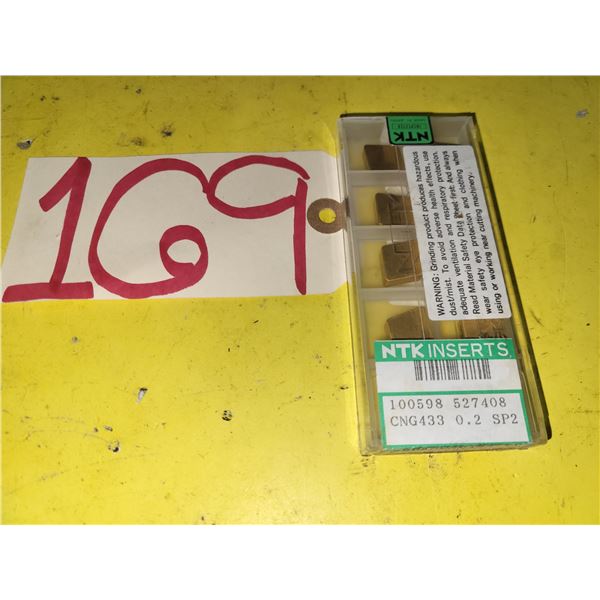 169
NTK
WARNING: Grinding product produces hazardous
dust/mist. To avoid adverse health effects, use
adequate ventilation and respiratory protection.
Read Material Safety Data Sheet first. And always
wear safety eye protection and clothing when
using or working near cutting machinery.
NTK INSERTS
100598 527408
CNG433 0.2 SP2